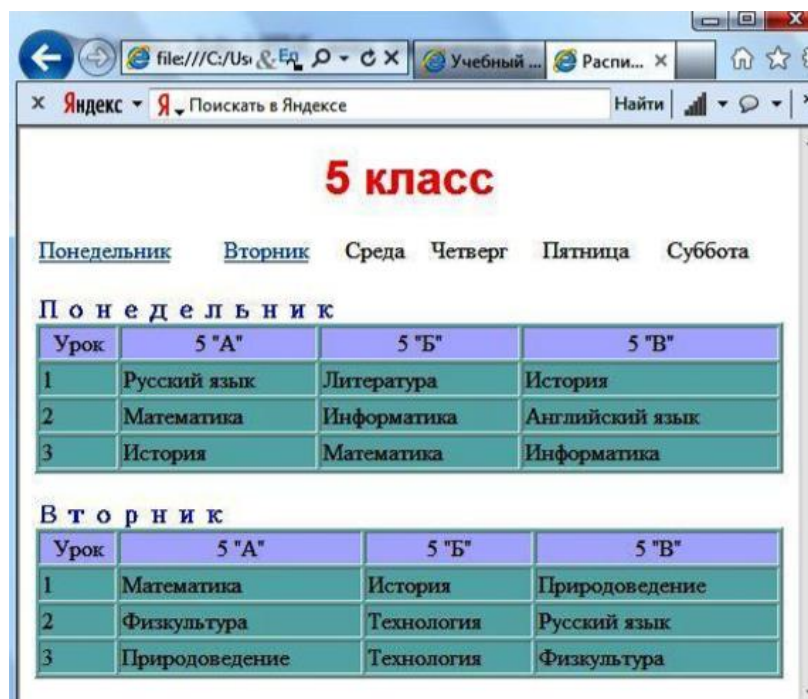 file:///C:/Us
Учебный ...
Распи...
Яндекс
Я Поискать в Яндексе
Найти
5 класс
Понедельник Вторник Среда Четверг Пятница Суббота
Понедельник
Урок 5 "А" 5 "Б" 5 "В"
1 Русский язык Литература История
2 Математика Информатика Английский язык
3 История Математика Информатика
Вторник
Урок 5 "А" 5 "Б" 5 "В"
1 Математика История Природоведение
2 Физкультура Технология Русский язык
3 Природоведение Технология Физкультура